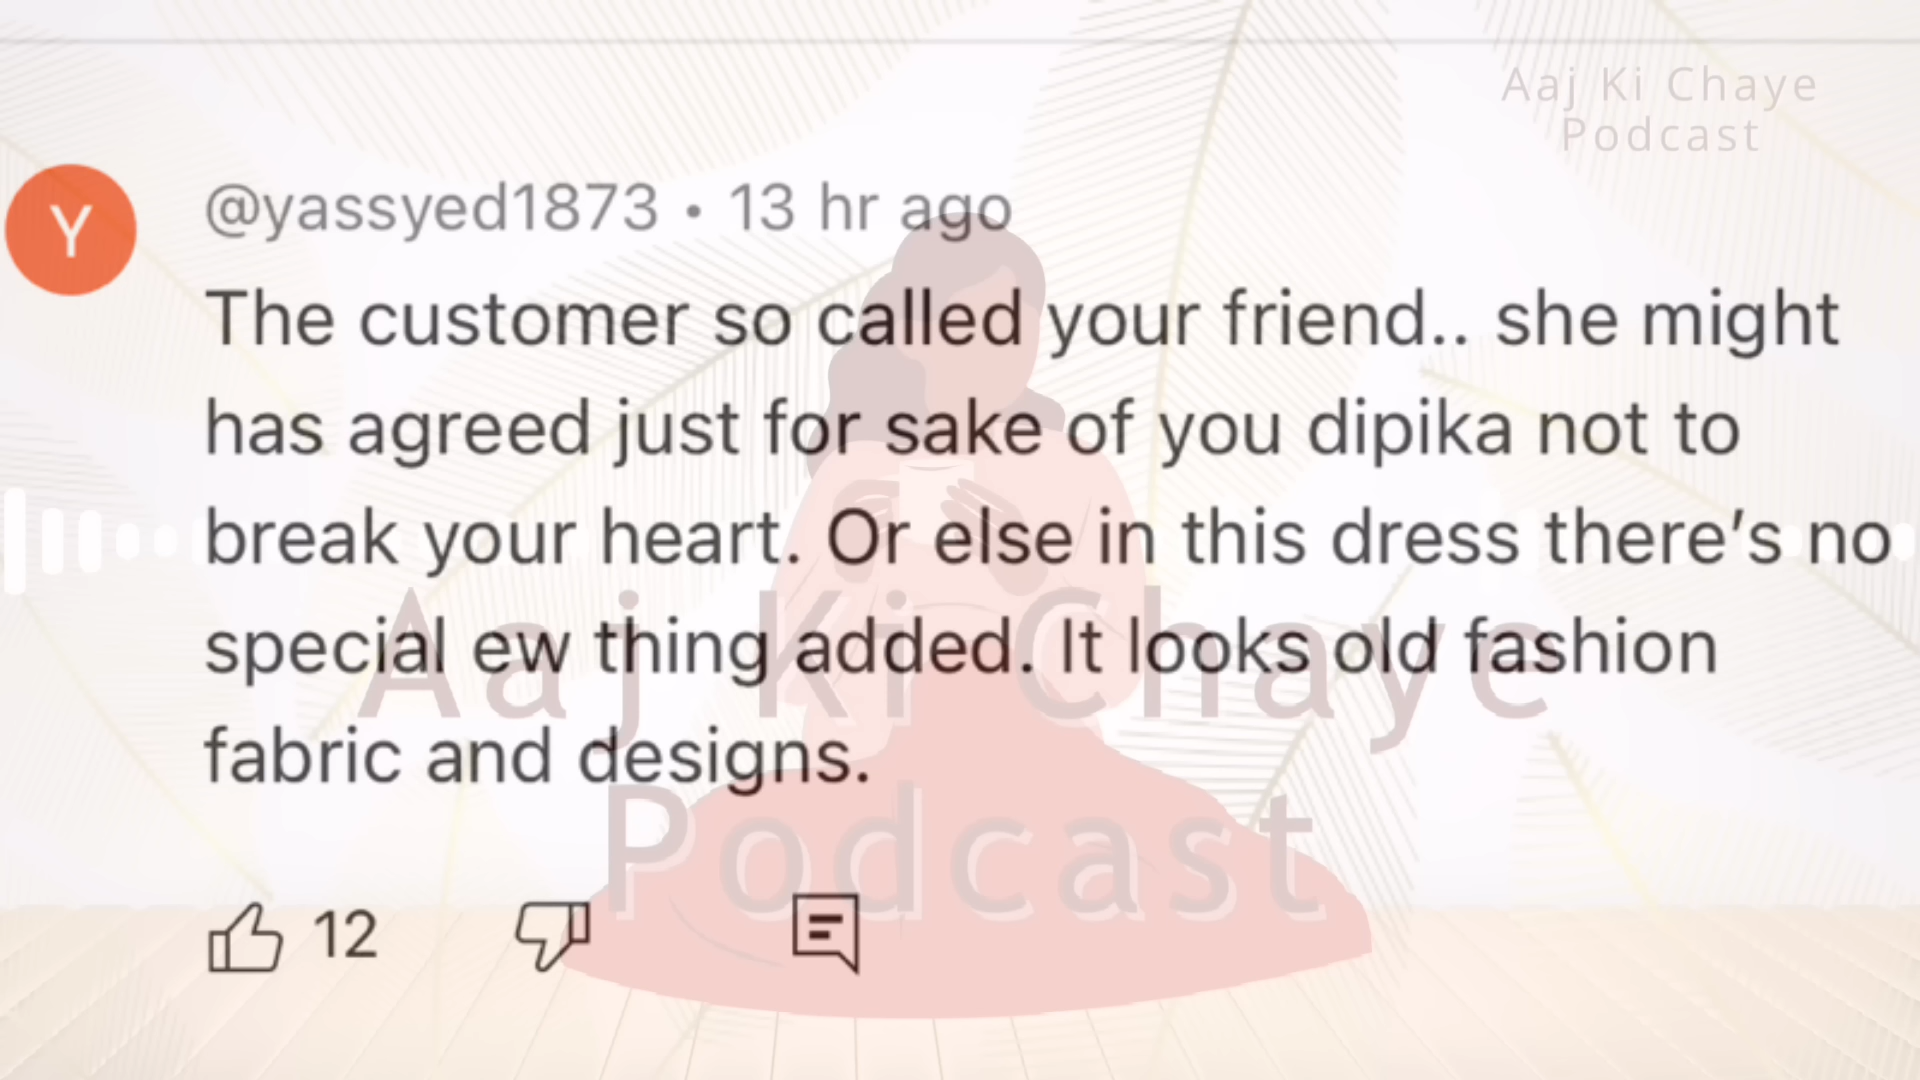 Aaj Ki Chaye
Podcast
Y
@yassyed1873 • 13 hr ago
The customer so called your friend.. she might
has agreed just for sake of you dipika not to
break your heart. Or else in this dress there's no
special ew thing added. It looks old fashion
fabric and designs.
Aaj Ki Chaye
Podcast
12